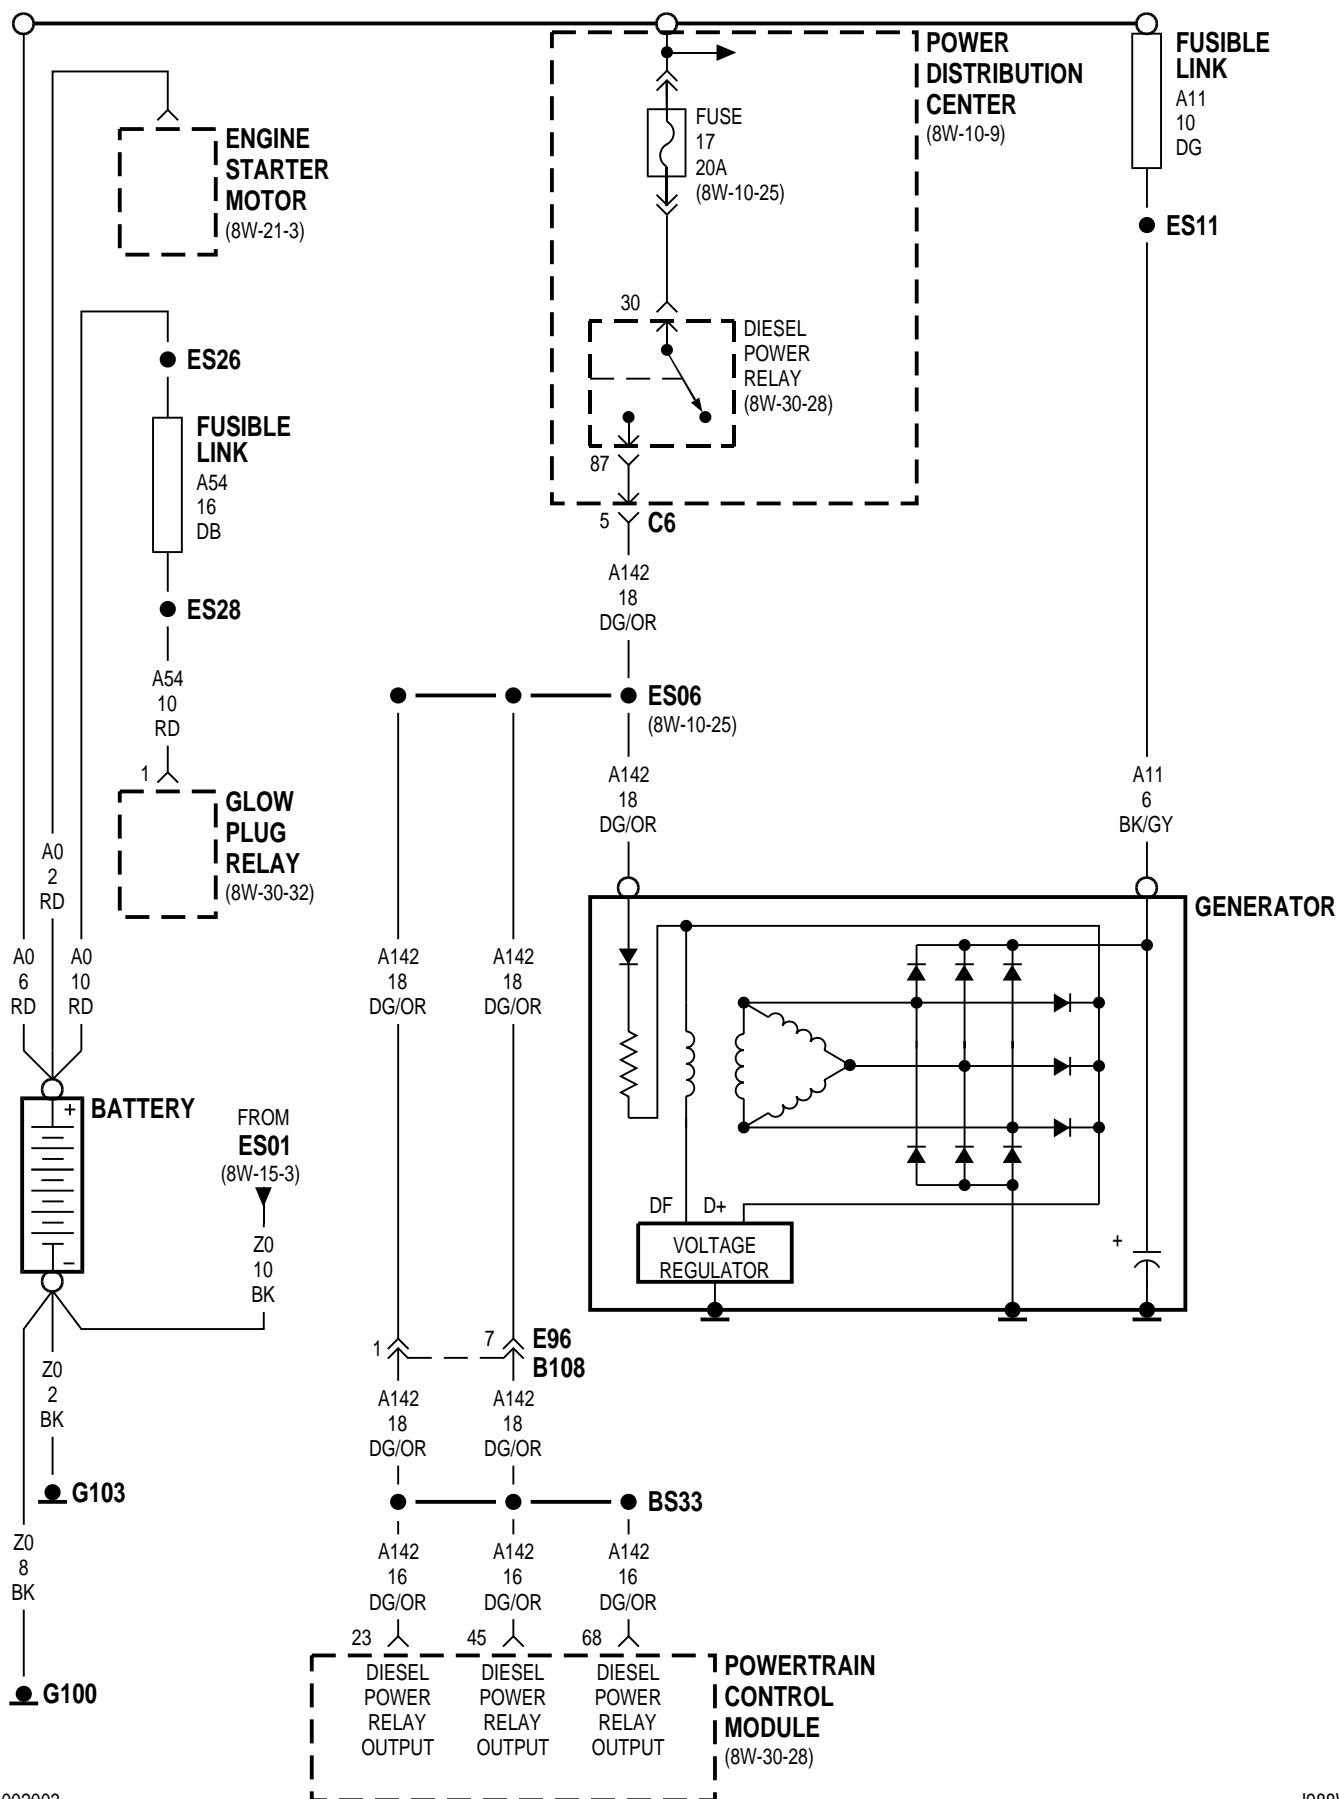 POWER
DISTRIBUTION
CENTER
(8W-10-9)
FUSIBLE
LINK
A11
10
DG
ES11
FUSE
17
20A
(8W-10-25)
ENGINE
STARTER
MOTOR
(8W-21-3)
30
DIESEL
POWER
RELAY
(8W-30-28)
87
5
C6
ES26
FUSIBLE
LINK
A54
16
DB
ES28
A54
10
RD
1
GLOW
PLUG
RELAY
(8W-30-32)
A142
18
DG/OR
ES06
(8W-10-25)
A142
18
DG/OR
A11
6
BK/GY
GENERATOR
A0
2
RD
A0
6
RD
A0
10
RD
A142
18
DG/OR
A142
18
DG/OR
+
BATTERY
–
FROM
ES01
(8W-15-3)
Z0
10
BK
DF
D+
VOLTAGE
REGULATOR
+
1
7
E96
B108
Z0
2
BK
G103
Z0
8
BK
G100
A142
18
DG/OR
A142
18
DG/OR
BS33
A142
16
DG/OR
A142
16
DG/OR
A142
16
DG/OR
23
45
68
DIESEL
POWER
RELAY
OUTPUT
DIESEL
POWER
RELAY
OUTPUT
DIESEL
POWER
RELAY
OUTPUT
POWERTRAIN
CONTROL
MODULE
(8W-30-28)